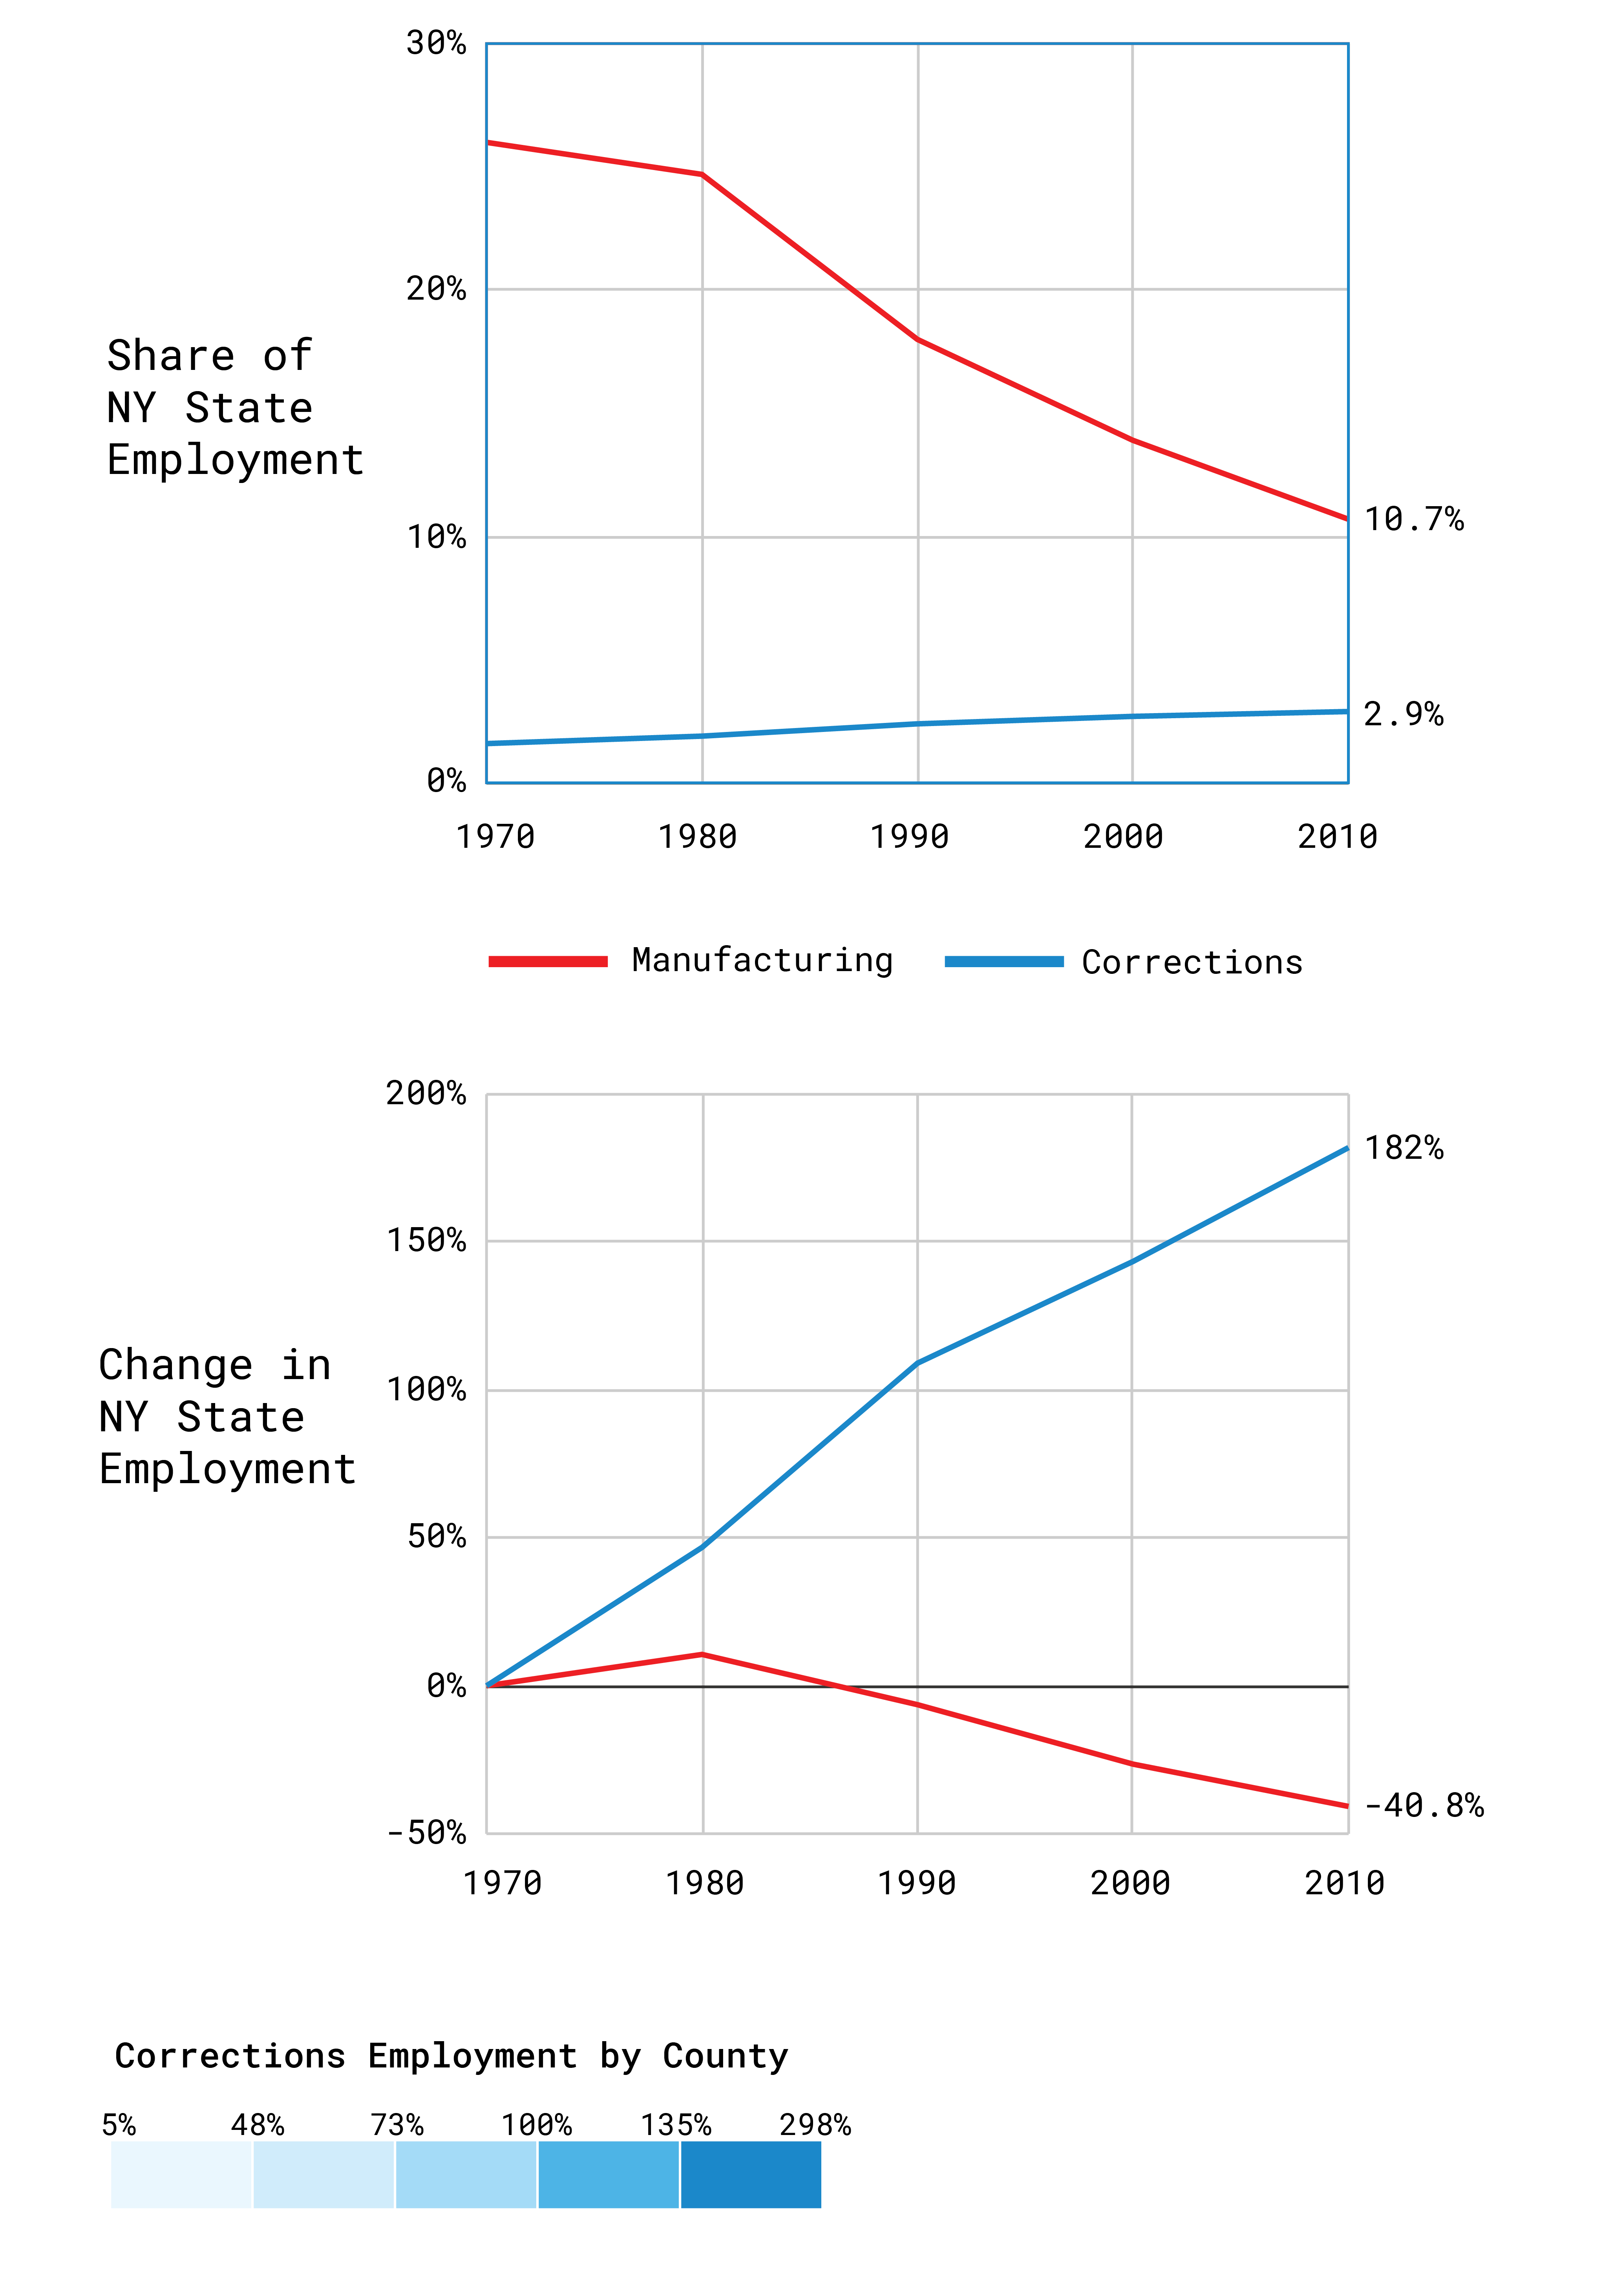 30%
20%
Share of
NY State
Employment
10%
10.7%
2.9%
0%
1970 1980 1990 2000 2010
Manufacturing Corrections
200%
182%
150%
Change in
NY State
Employment
100%
50%
0%
-40.8%
-50%
1970 1980 1990 2000 2010
Corrections Employment by County
5% 48% 73% 100% 135% 298%